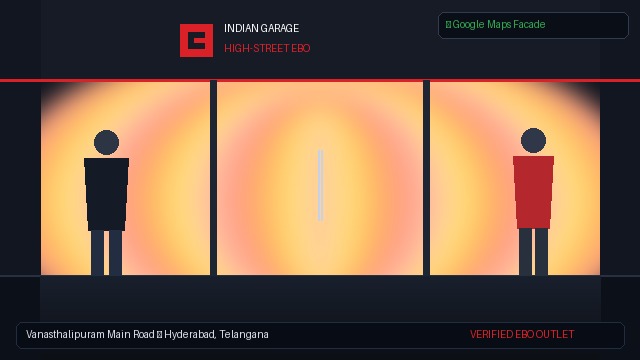 INDIAN GARAGE
HIGH-STREET EBO
Google Maps Facade
Vanasthalipuram Main Road Hyderabad, Telangana
VERIFIED EBO OUTLET